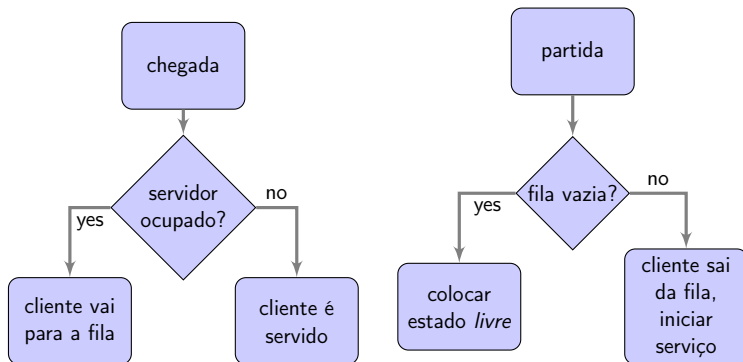 chegada
servidor
ocupado?
yes
no
cliente vai
para a fila
cliente é
servido
partida
fila vazia?
yes
no
colocar
estado livre
cliente sai
da fila,
iniciar
serviço